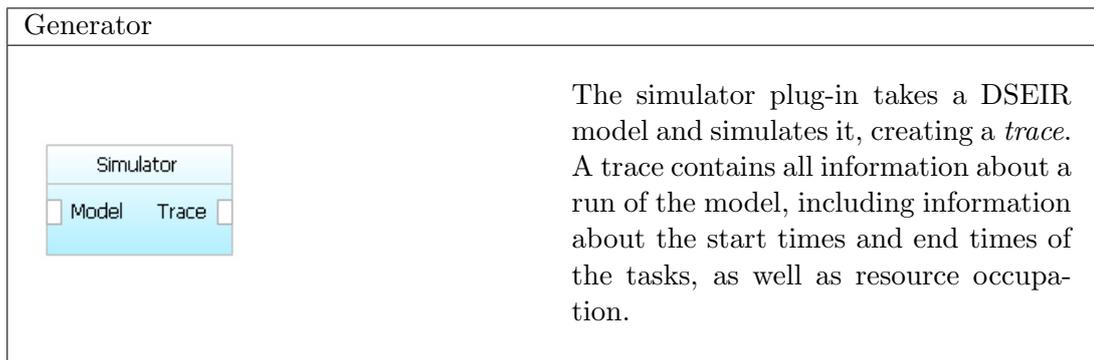 Generator
Simulator
Model Trace
The simulator plug-in takes a DSEIR
model and simulates it, creating a trace.
A trace contains all information about a
run of the model, including information
about the start times and end times of
the tasks, as well as resource occupa-
tion.